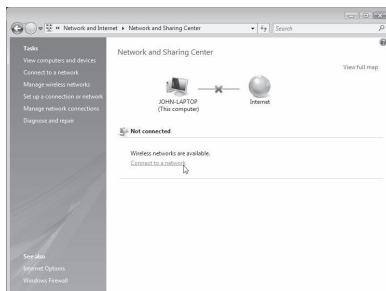 « Network and Internet ▸ Network and Sharing Center
Search
Tasks
View computers and devices
Connect to a network
Manage wireless networks
Set up a connection or network
Manage network connections
Diagnose and repair
See also
Internet Options
Windows Firewall
Network and Sharing Center
View full map
JOHN-LAPTOP
(This computer)
Internet
Not connected
Wireless networks are available.
Connect to a network